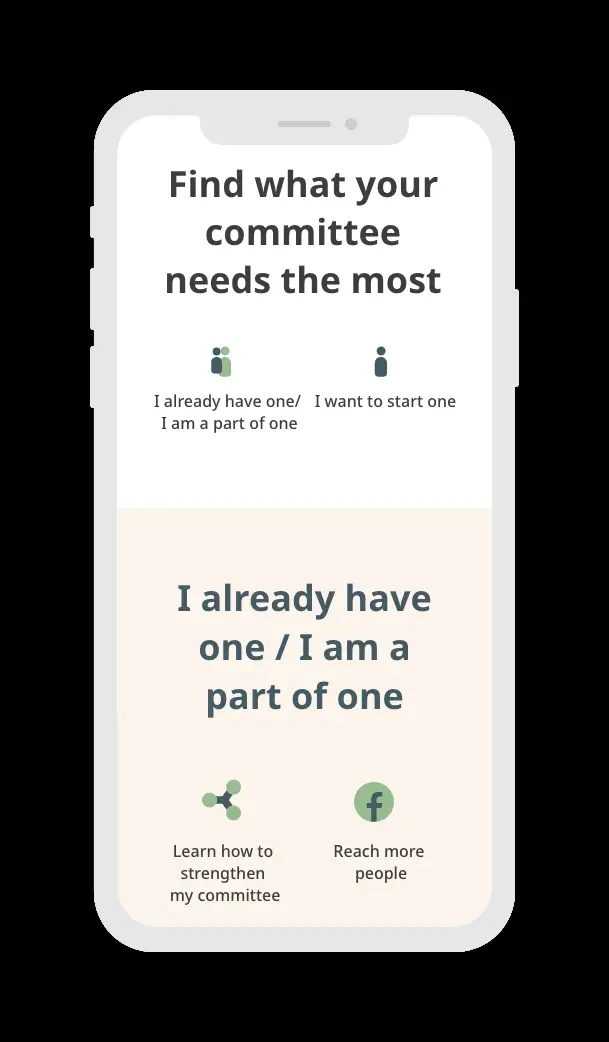 Find what your
committee
needs the most
I already have one/
I am a part of one
I want to start one
I already have
one / I am a
part of one
Learn how to
strengthen
my committee
Reach more
people